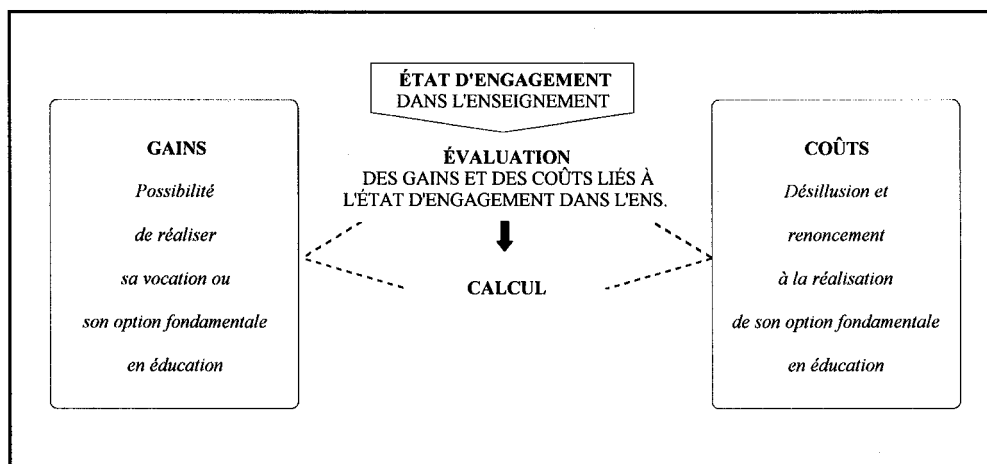 ÉTAT D'ENGAGEMENT
DANS L'ENSEIGNEMENT
GAINS
Possibilité
de réaliser
sa vocation ou
son option fondamentale
en éducation
ÉVALUATION
DES GAINS ET DES COÛTS LIÉS À
L'ÉTAT D'ENGAGEMENT DANS L'ENS.
CALCUL
COÛTS
Désillusion et
renoncement
à la réalisation
de son option fondamentale
en éducation